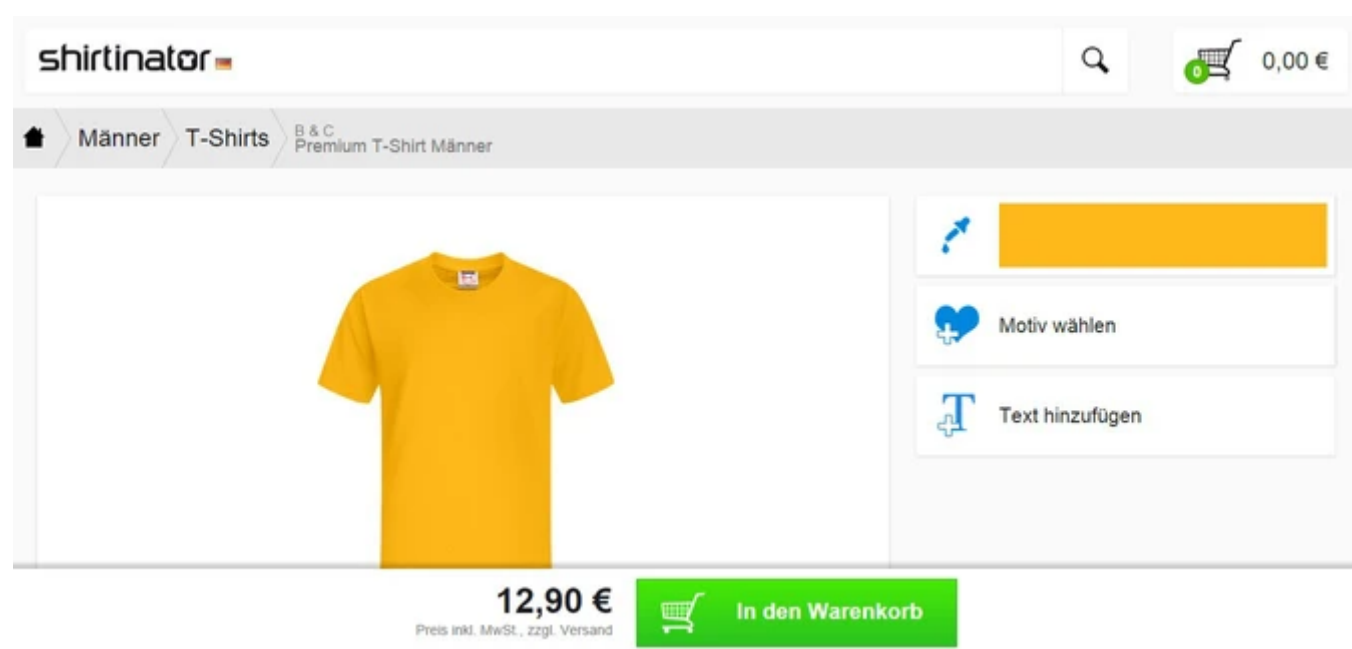 shirtinator
0
0,00 €
Männer
T-Shirts
B & C
Premium T-Shirt Männer
Motiv wählen
Text hinzufügen
12,90 €
Preis inkl. MwSt., zzgl. Versand
In den Warenkorb